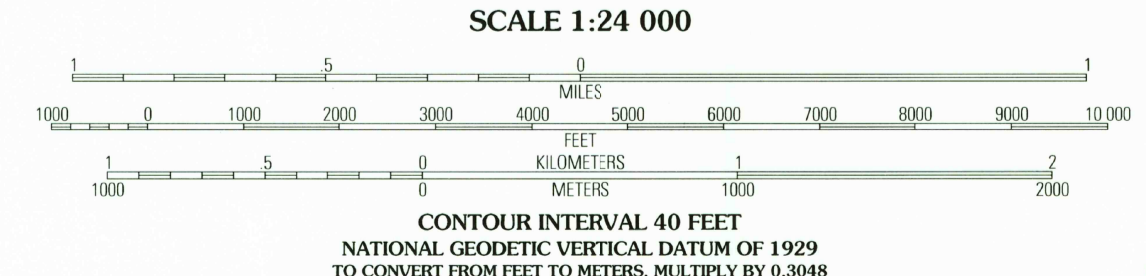 SCALE 1:24 000
1 .5 0 1
MILES
1000 0 1000 2000 3000 4000 5000 6000 7000 8000 9000 10 000
FEET
1 .5 0 KILOMETERS 1 2
1000 0 METERS 1000 2000
CONTOUR INTERVAL 40 FEET
NATIONAL GEODETIC VERTICAL DATUM OF 1929
TO CONVERT FROM FEET TO METERS, MULTIPLY BY 0.3048